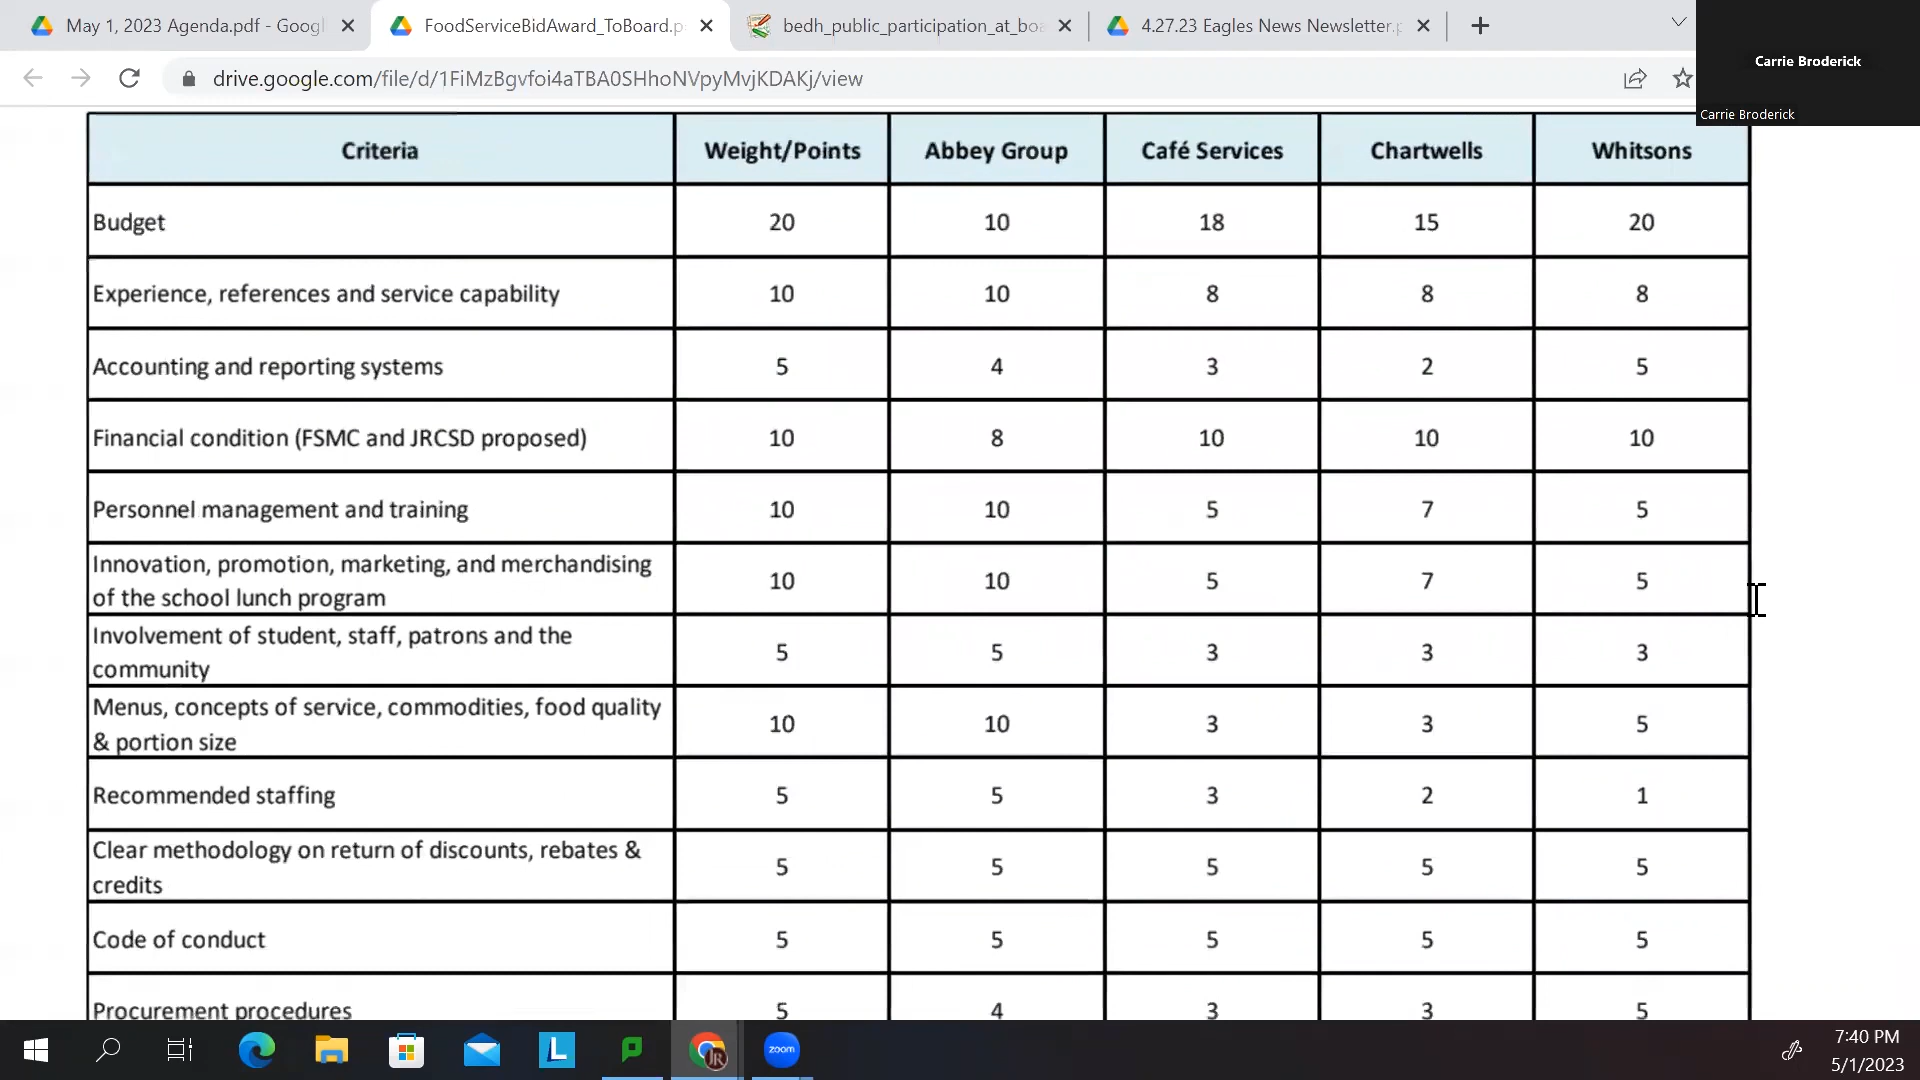 May 1, 2023 Agenda.pdf - Googl
FoodServiceBidAward_ToBoard.p
bedh_public_participation_at_boa
4.27.23 Eagles News Newsletter.p
drive.google.com/file/d/1FiMzBgvfoi4aTBA0SHhoNVpyMvjKDAKj/view
Carrie Broderick
Carrie Broderick
Criteria Weight/Points Abbey Group Café Services Chartwells Whitsons
Budget 20 10 18 15 20
Experience, references and service capability 10 10 8 8 8
Accounting and reporting systems 5 4 3 2 5
Financial condition (FSMC and JRCSD proposed) 10 8 10 10 10
Personnel management and training 10 10 5 7 5
Innovation, promotion, marketing, and merchandising
of the school lunch program 10 10 5 7 5
Involvement of student, staff, patrons and the
community 5 5 3 3 3
Menus, concepts of service, commodities, food quality
& portion size 10 10 3 3 5
Recommended staffing 5 5 3 2 1
Clear methodology on return of discounts, rebates &
credits 5 5 5 5 5
Code of conduct 5 5 5 5 5
Procurement procedures 5 4 3 3 5
L
JR
zoom
7:40 PM
5/1/2023